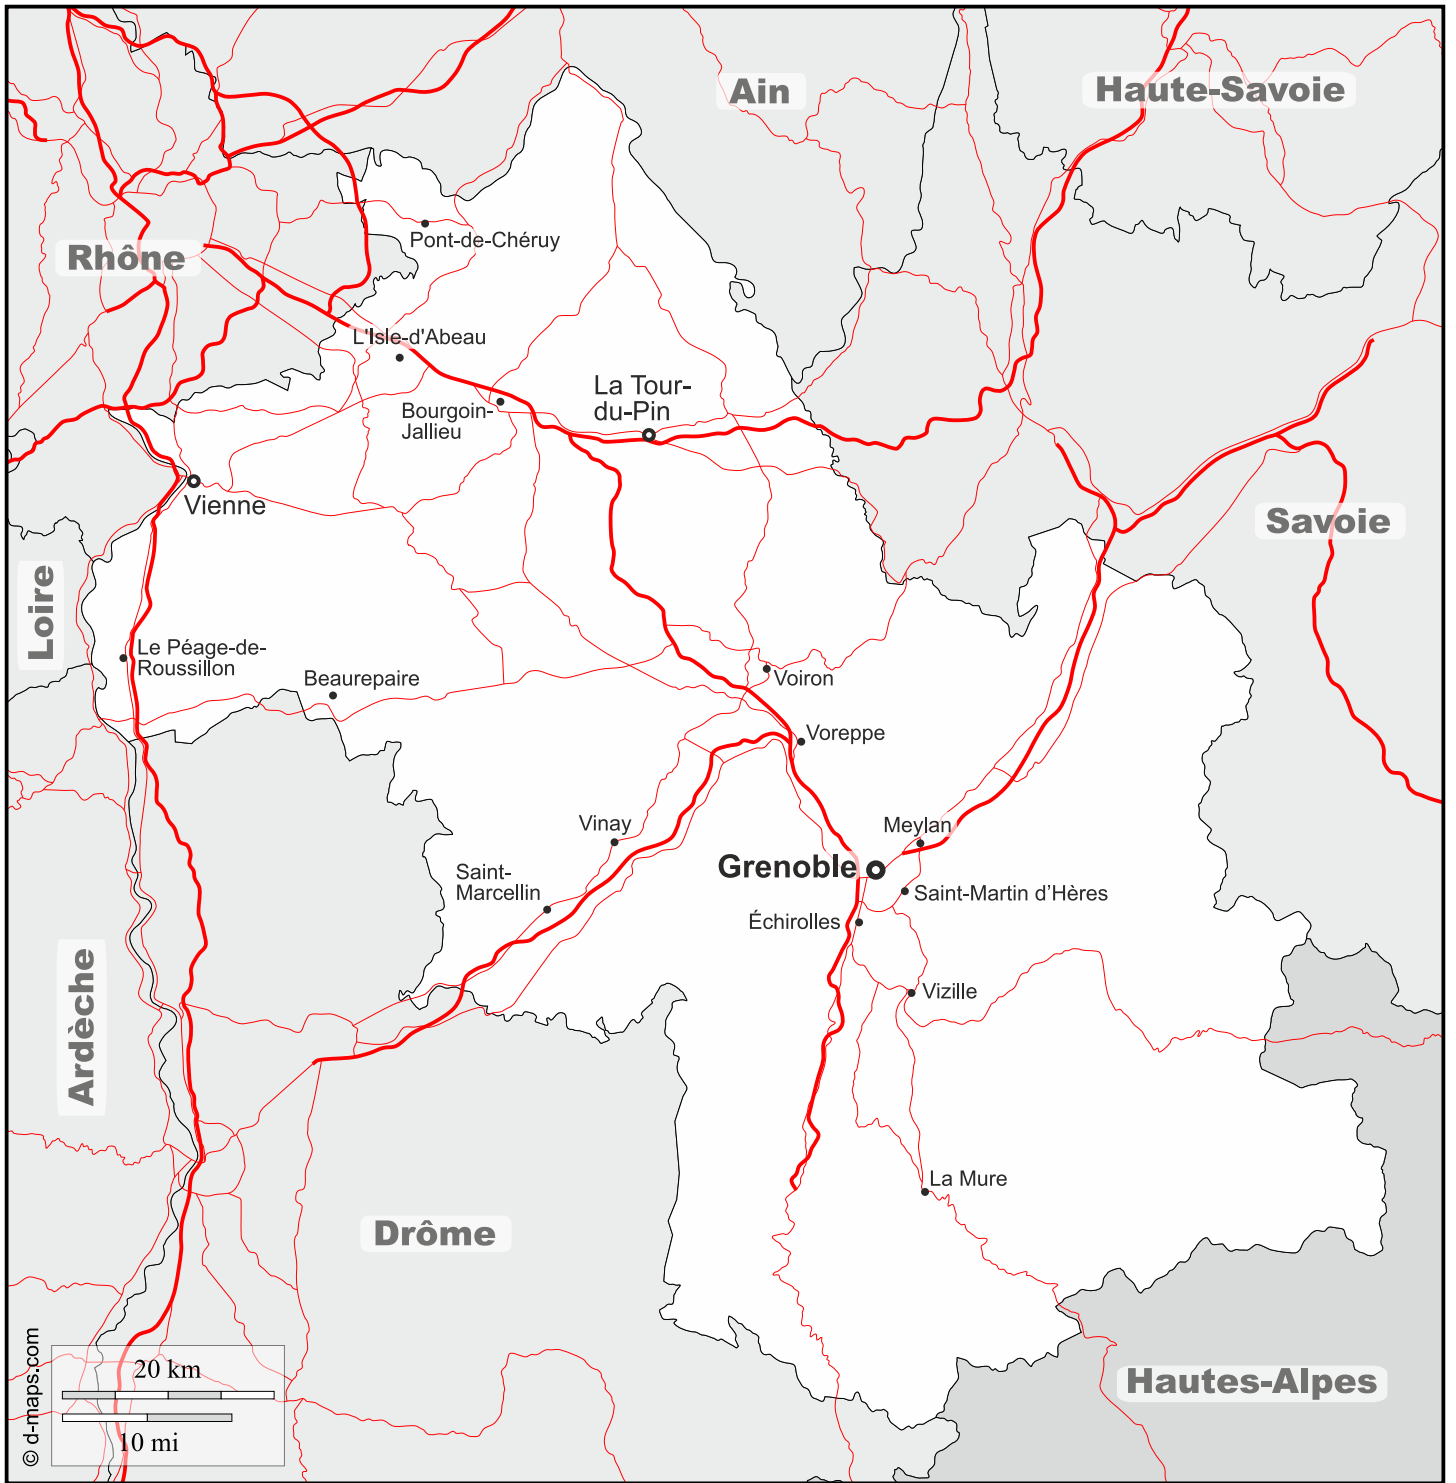 Ain
Haute-Savoie
Rhône
Pont-de-Chéruy
L'Isle-d'Abeau
La Tour-
du-Pin
Bourgoin-
Jallieu
Vienne
Savoie
Loire
Le Péage-de-
Roussillon
Beaurepaire
Voiron
Voreppe
Vinay
Meylan
Grenoble
Saint-
Marcellin
Saint-Martin d'Hères
Échirolles
Vizille
Ardèche
La Mure
Drôme
Hautes-Alpes
20 km
10 mi
© d-maps.com